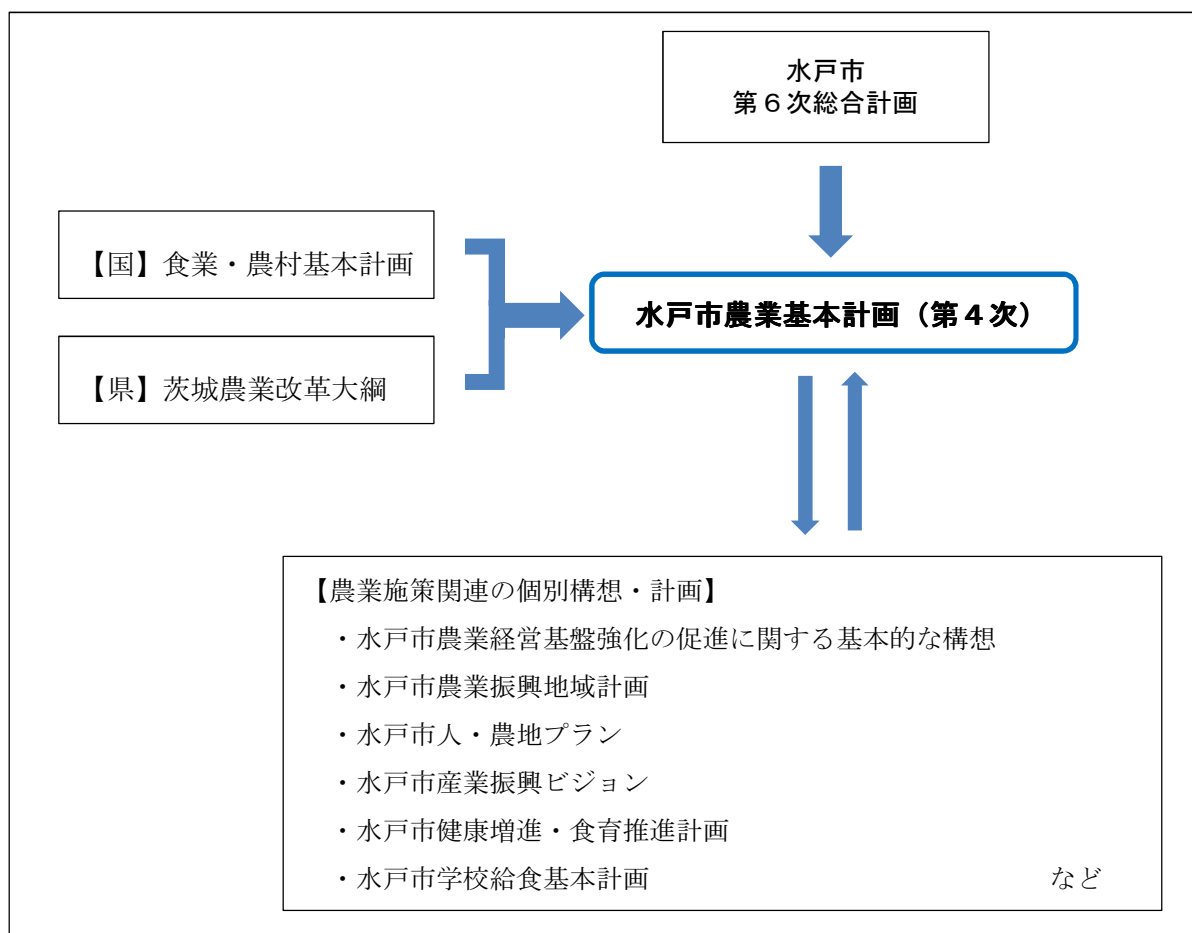 水戸市
第６次総合計画
【国】食業・農村基本計画
【県】茨城農業改革大綱
水戸市農業基本計画（第４次）
【農業施策関連の個別構想・計画】
・水戸市農業経営基盤強化の促進に関する基本的な構想
・水戸市農業振興地域計画
・水戸市人・農地プラン
・水戸市産業振興ビジョン
・水戸市健康増進・食育推進計画
・水戸市学校給食基本計画 など